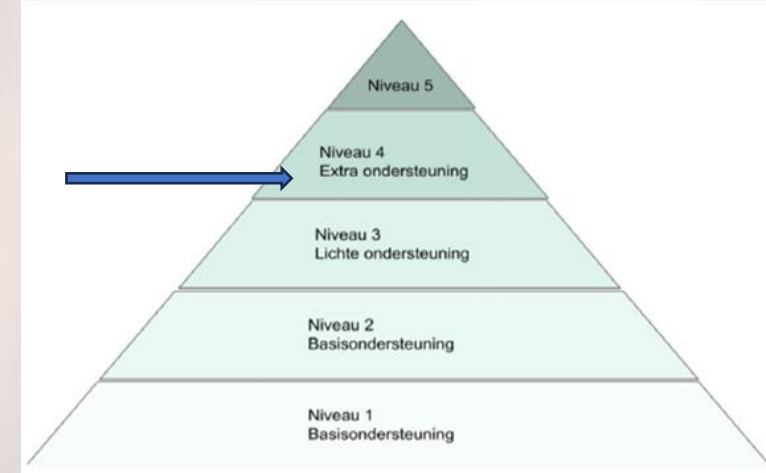 Niveau 5
Niveau 4
Extra ondersteuning
Niveau 3
Lichte ondersteuning
Niveau 2
Basisondersteuning
Niveau 1
Basisondersteuning